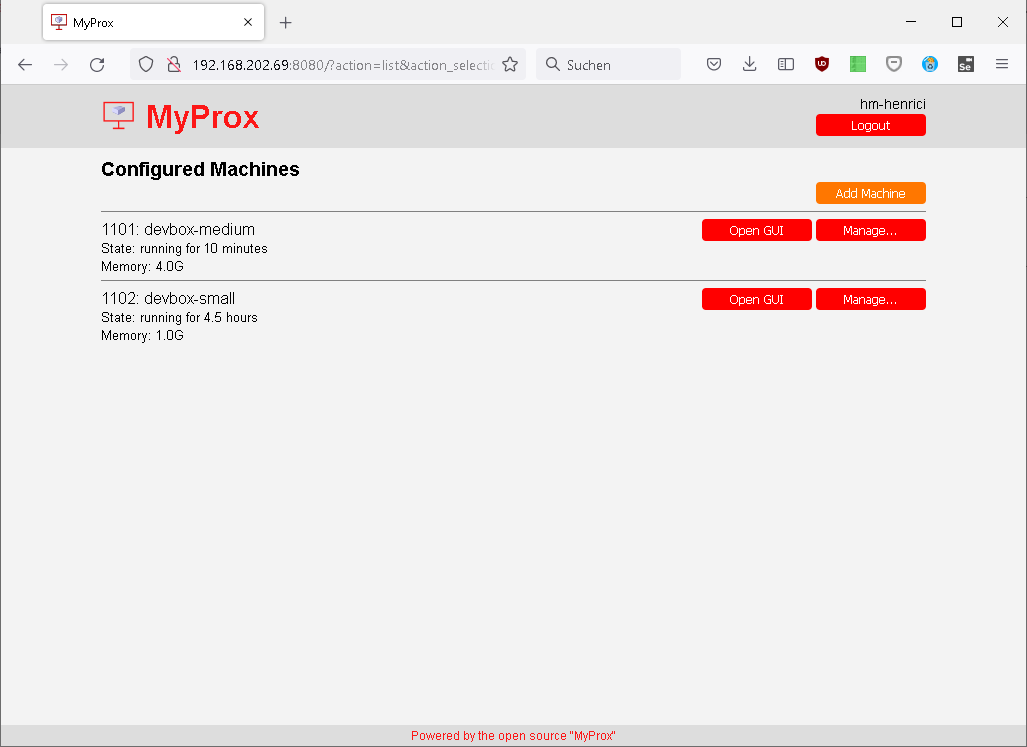 MyProx
192.168.202.69:8080/?action=list&action_selecti
Suchen
MyProx
hm-henrici
Logout
Configured Machines
Add Machine
1101: devbox-medium
Open GUI
Manage...
State: running for 10 minutes
Memory: 4.0G
1102: devbox-small
Open GUI
Manage...
State: running for 4.5 hours
Memory: 1.0G
Powered by the open source "MyProx"